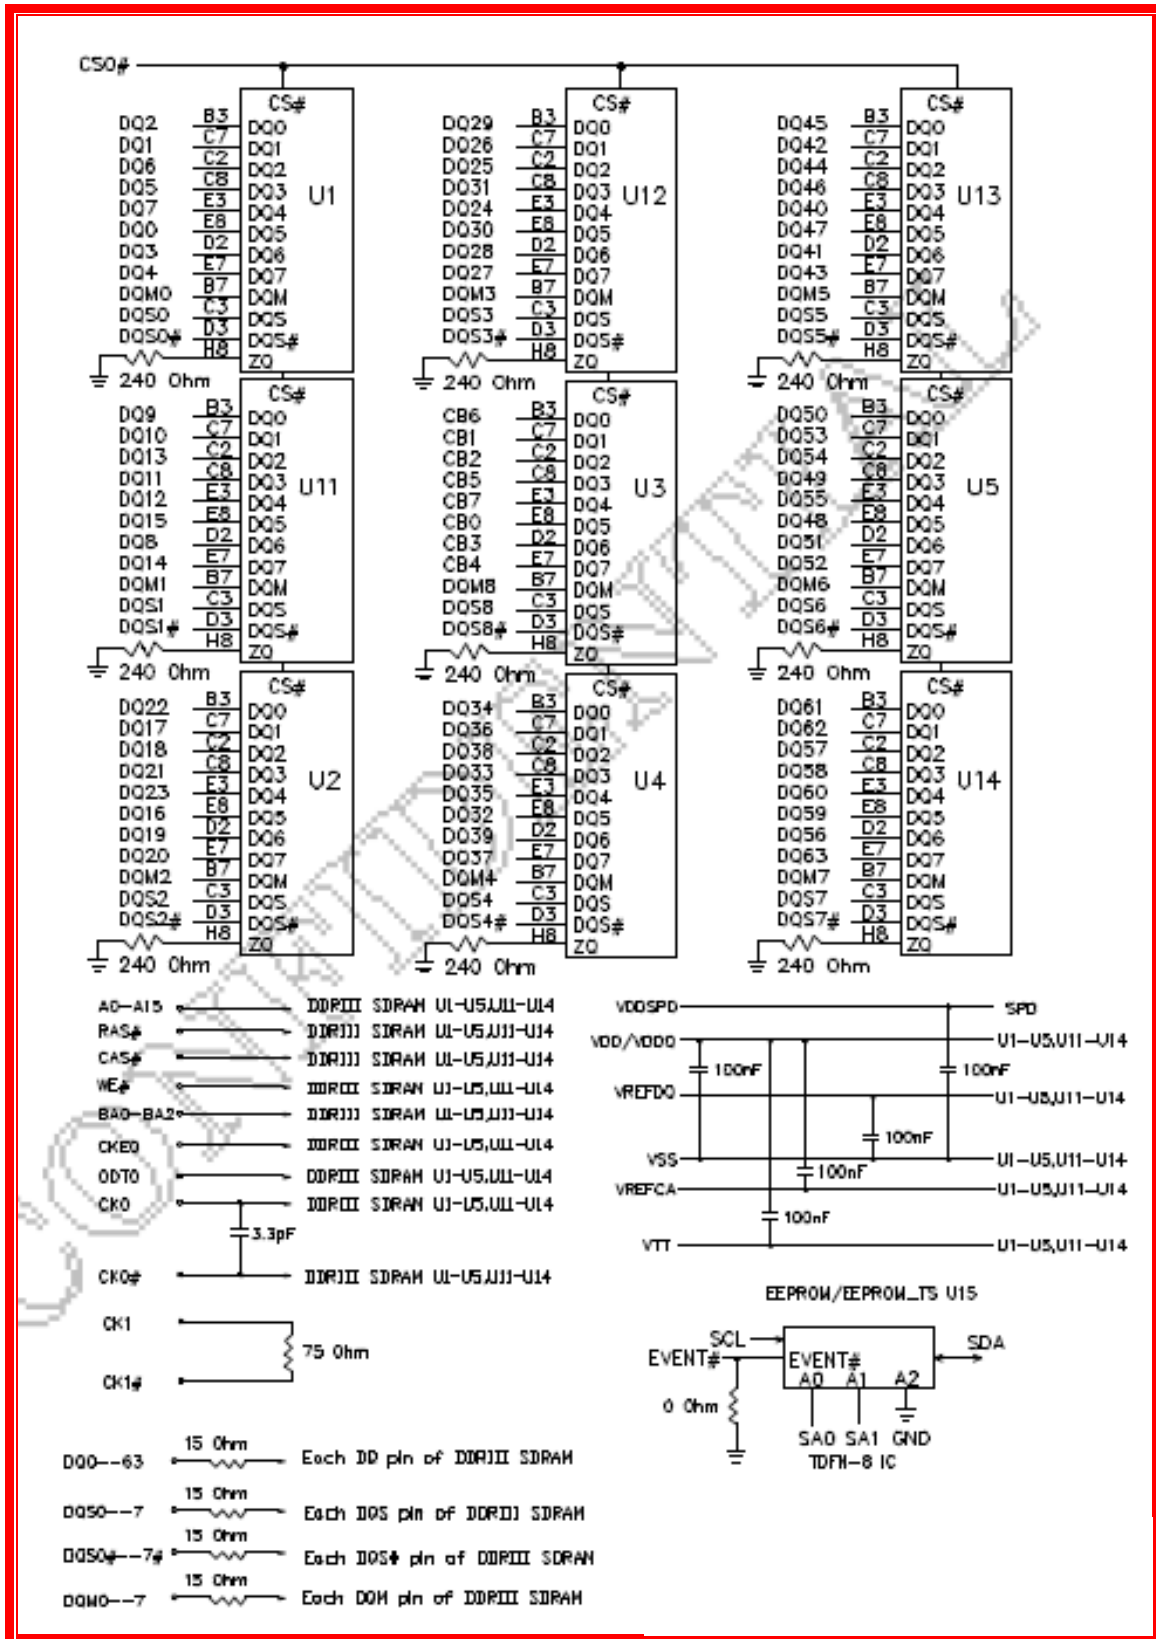 CS0#
CS#
DQ2 B3 DQ0
DQ1 C7 DQ1
DQ6 C2 DQ2
DQ5 C8 DQ3 U1
DQ7 E3 DQ4
DQ0 E8 DQ5
DQ3 D2 DQ6
DQ4 E7 DQ7
DQM0 B7 DQM
DQS0 C3 DQS
DQS0# D3 DQS#
H8 ZQ
240 Ohm
CS#
DQ29 B3 DQ0
DQ26 C7 DQ1
DQ25 C2 DQ2
DQ31 C8 DQ3 U12
DQ24 E3 DQ4
DQ30 E8 DQ5
DQ28 D2 DQ6
DQ27 E7 DQ7
DQM3 B7 DQM
DQS3 C3 DQS
DQS3# D3 DQS#
H8 ZQ
240 Ohm
CS#
DQ45 B3 DQ0
DQ42 C7 DQ1
DQ44 C2 DQ2
DQ46 C8 DQ3 U13
DQ40 E3 DQ4
DQ47 E8 DQ5
DQ41 D2 DQ6
DQ43 E7 DQ7
DQM5 B7 DQM
DQS5 C3 DQS
DQS5# D3 DQS#
H8 ZQ
240 Ohm
CS#
DQ9 B3 DQ0
DQ10 C7 DQ1
DQ13 C2 DQ2
DQ11 C8 DQ3 U11
DQ12 E3 DQ4
DQ15 E8 DQ5
DQ8 D2 DQ6
DQ14 E7 DQ7
DQM1 B7 DQM
DQS1 C3 DQS
DQS1# D3 DQS#
H8 ZQ
240 Ohm
CS#
CB6 B3 DQ0
CB1 C7 DQ1
CB2 C2 DQ2
CB5 C8 DQ3 U3
CB7 E3 DQ4
CB0 E8 DQ5
CB3 D2 DQ6
CB4 E7 DQ7
DQM8 B7 DQM
DQS8 C3 DQS
DQS8# D3 DQS#
H8 ZQ
240 Ohm
CS#
DQ50 B3 DQ0
DQ53 C7 DQ1
DQ54 C2 DQ2
DQ49 C8 DQ3 U5
DQ55 E3 DQ4
DQ48 E8 DQ5
DQ51 D2 DQ6
DQ52 E7 DQ7
DQM6 B7 DQM
DQS6 C3 DQS
DQS6# D3 DQS#
H8 ZQ
240 Ohm
CS#
DQ22 B3 DQ0
DQ17 C7 DQ1
DQ18 C2 DQ2
DQ21 C8 DQ3 U2
DQ23 E3 DQ4
DQ16 E8 DQ5
DQ19 D2 DQ6
DQ20 E7 DQ7
DQM2 B7 DQM
DQS2 C3 DQS
DQS2# D3 DQS#
H8 ZQ
240 Ohm
CS#
DQ34 B3 DQ0
DQ36 C7 DQ1
DQ38 C2 DQ2
DQ33 C8 DQ3 U4
DQ35 E3 DQ4
DQ32 E8 DQ5
DQ39 D2 DQ6
DQ37 E7 DQ7
DQM4 B7 DQM
DQS4 C3 DQS
DQS4# D3 DQS#
H8 ZQ
240 Ohm
CS#
DQ61 B3 DQ0
DQ62 C7 DQ1
DQ57 C2 DQ2
DQ58 C8 DQ3 U14
DQ60 E3 DQ4
DQ59 E8 DQ5
DQ56 D2 DQ6
DQ63 E7 DQ7
DQM7 B7 DQM
DQS7 C3 DQS
DQS7# D3 DQS#
H8 ZQ
240 Ohm
CONFIDENTIAL
A0-A15 DDRIII SDRAM U1-U5,U11-U14
RAS# DDRIII SDRAM U1-U5,U11-U14
CAS# DDRIII SDRAM U1-U5,U11-U14
WE# DDRIII SDRAM U1-U5,U11-U14
BA0-BA2 DDRIII SDRAM U1-U5,U11-U14
CKE0 DDRIII SDRAM U1-U5,U11-U14
ODT0 DDRIII SDRAM U1-U5,U11-U14
CK0 DDRIII SDRAM U1-U5,U11-U14
3.3pF
CK0# DDRIII SDRAM U1-U5,U11-U14
CK1
75 Ohm
CK1#
VDDSPD SPD
VDD/VDDQ U1-U5,U11-U14
100nF 100nF
VREFDQ U1-U5,U11-U14
100nF
VSS U1-U5,U11-U14
100nF
VREFCA U1-U5,U11-U14
100nF
VTT U1-U5,U11-U14
EEPROM/EEPROM_TS U15
SCL SDA
EVENT# EVENT#
A0 A1 A2
0 Ohm
SA0 SA1 GND
TDFN-8 IC
15 Ohm
DQ0--63 Each DQ pin of DDRIII SDRAM
15 Ohm
DQS0--7 Each DQS pin of DDRIII SDRAM
15 Ohm
DQS0#--7# Each DQS# pin of DDRIII SDRAM
15 Ohm
DQM0--7 Each DQM pin of DDRIII SDRAM